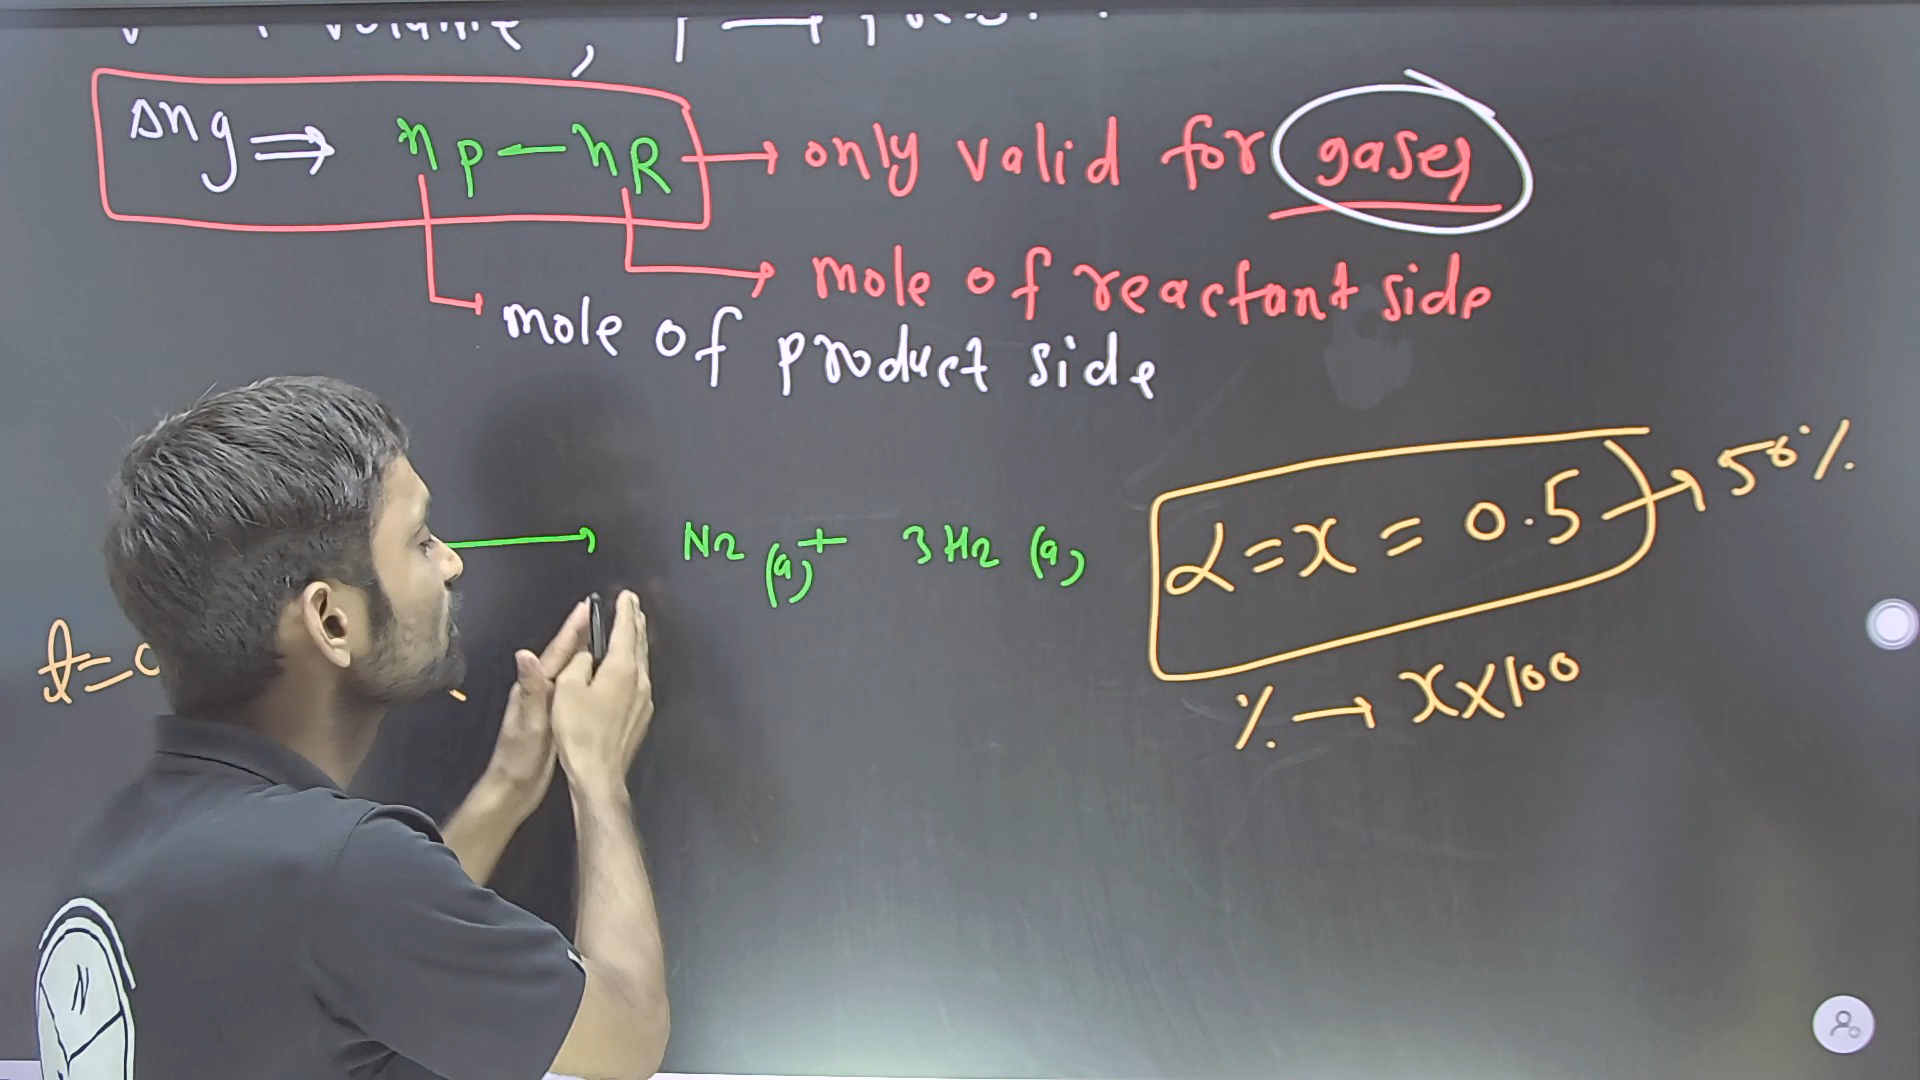 Δng ⇒ nP - nR → only valid for gases
→ mole of reactant side
→ mole of product side
→ N2 (g) + 3H2 (g)
α = x = 0.5 → 50%
% → x×100
t=
N